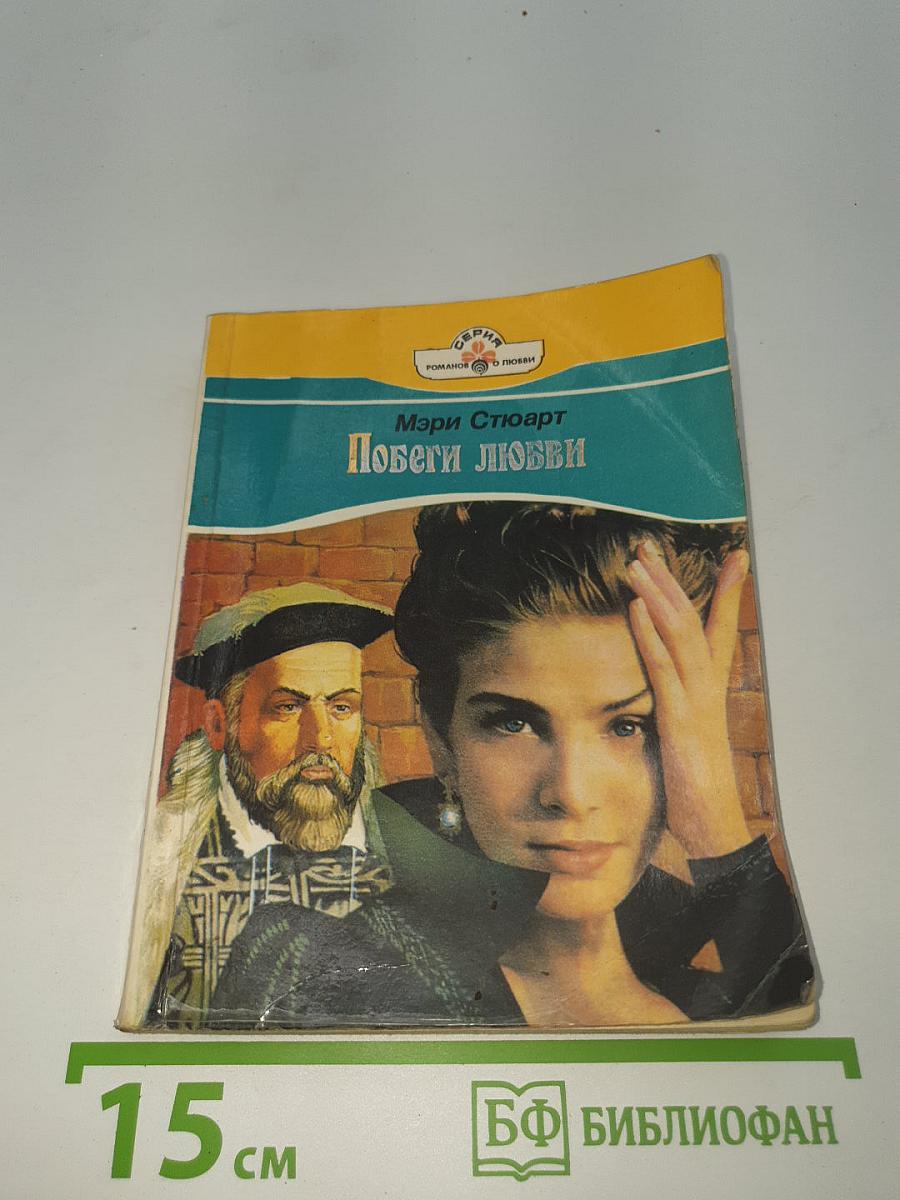 СЕРИЯ
РОМАНОВ О ЛЮБВИ
Мэри Стюарт
Побеги любви
15 см
БФ БИБЛИОФАН